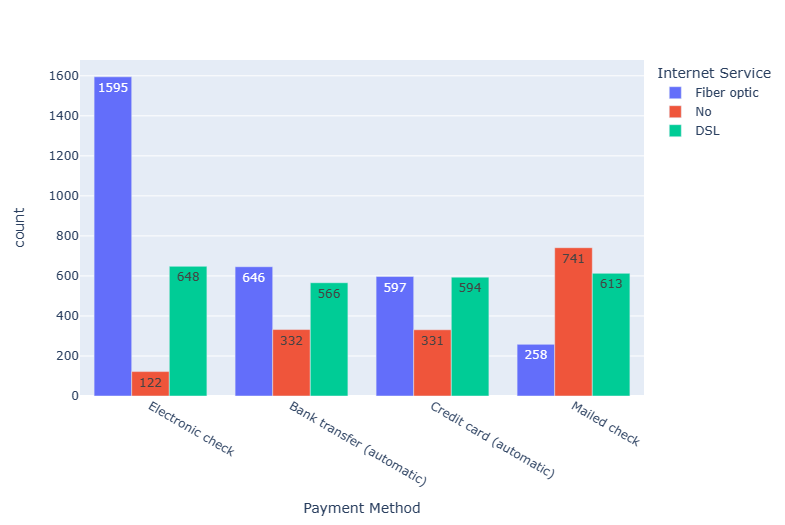 Internet Service
Fiber optic
No
DSL
count
1600
1400
1200
1000
800
600
400
200
0
1595
122
648
646
332
566
597
331
594
258
741
613
Electronic check
Bank transfer (automatic)
Credit card (automatic)
Mailed check
Payment Method